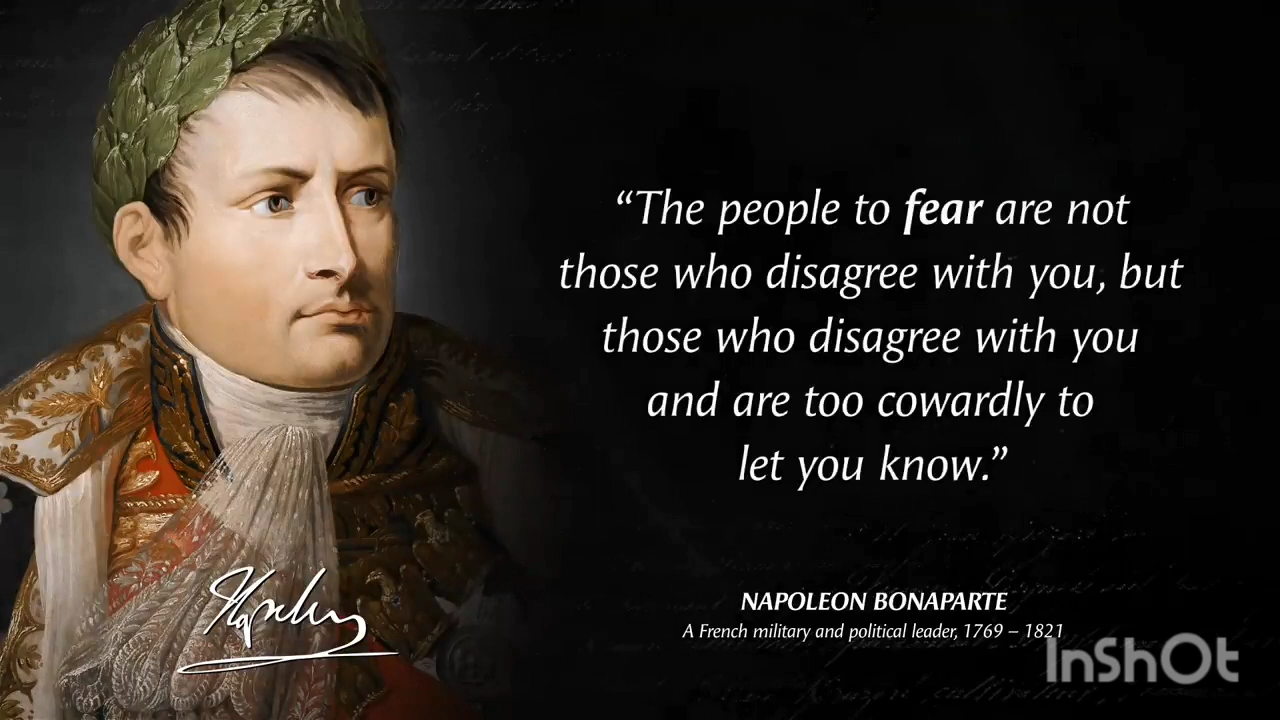 “The people to fear are not
those who disagree with you, but
those who disagree with you
and are too cowardly to
let you know.”
NAPOLEON BONAPARTE
A French military and political leader, 1769 – 1821
InShOt